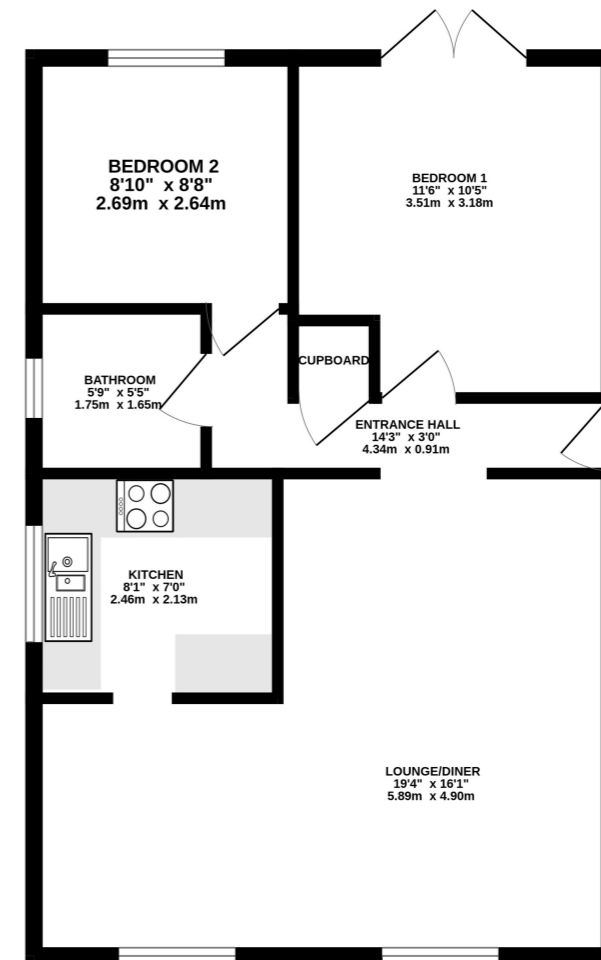 BEDROOM 2
8'10" x 8'8"
2.69m x 2.64m
BEDROOM 1
11'6" x 10'5"
3.51m x 3.18m
CUPBOARD
BATHROOM
5'9" x 5'5"
1.75m x 1.65m
ENTRANCE HALL
14'3" x 3'0"
4.34m x 0.91m
KITCHEN
8'1" x 7'0"
2.46m x 2.13m
LOUNGE/DINER
19'4" x 16'1"
5.89m x 4.90m